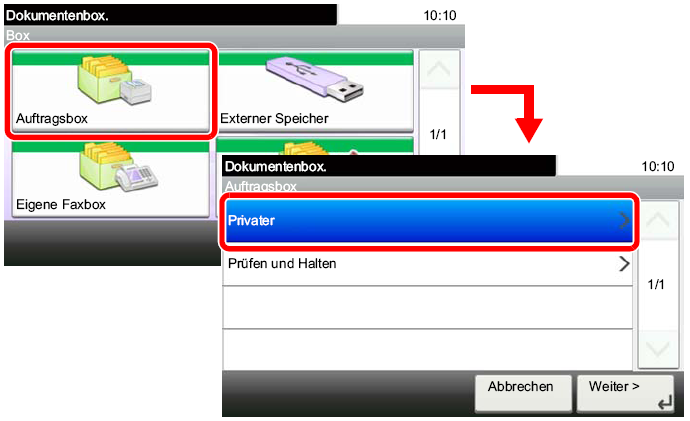 Dokumentenbox.
10:10
Box
Auftragsbox
Externer Speicher
1/1
Eigene Faxbox
Dokumentenbox.
10:10
Auftragsbox
Privater
Prüfen und Halten
1/1
Abbrechen
Weiter >